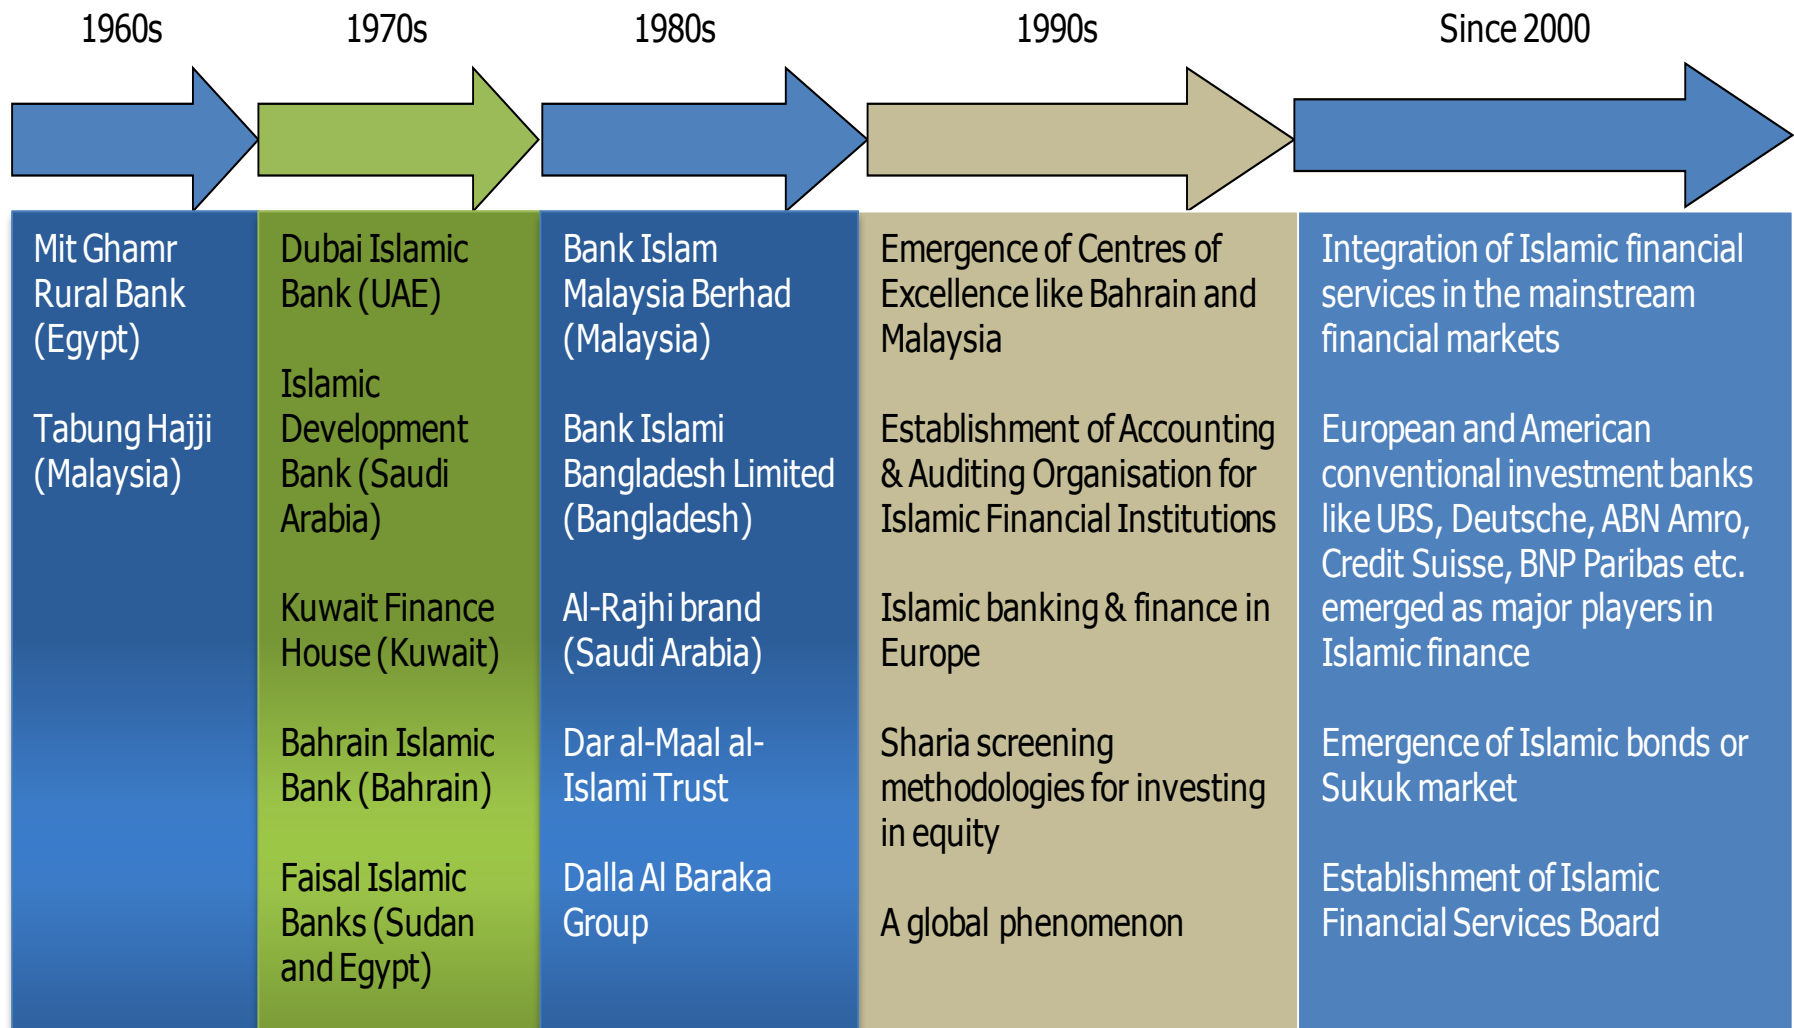 1960s
1970s
1980s
1990s
Since 2000
Mit Ghamr
Rural Bank
(Egypt)
Tabung Hajji
(Malaysia)
Dubai Islamic
Bank (UAE)
Islamic
Development
Bank (Saudi
Arabia)
Kuwait Finance
House (Kuwait)
Bahrain Islamic
Bank (Bahrain)
Faisal Islamic
Banks (Sudan
and Egypt)
Bank Islam
Malaysia Berhad
(Malaysia)
Bank Islami
Bangladesh Limited
(Bangladesh)
Al-Rajhi brand
(Saudi Arabia)
Dar al-Maal al-
Islami Trust
Dalla Al Baraka
Group
Emergence of Centres of
Excellence like Bahrain and
Malaysia
Establishment of Accounting
& Auditing Organisation for
Islamic Financial Institutions
Islamic banking & finance in
Europe
Sharia screening
methodologies for investing
in equity
A global phenomenon
Integration of Islamic financial
services in the mainstream
financial markets
European and American
conventional investment banks
like UBS, Deutsche, ABN Amro,
Credit Suisse, BNP Paribas etc.
emerged as major players in
Islamic finance
Emergence of Islamic bonds or
Sukuk market
Establishment of Islamic
Financial Services Board